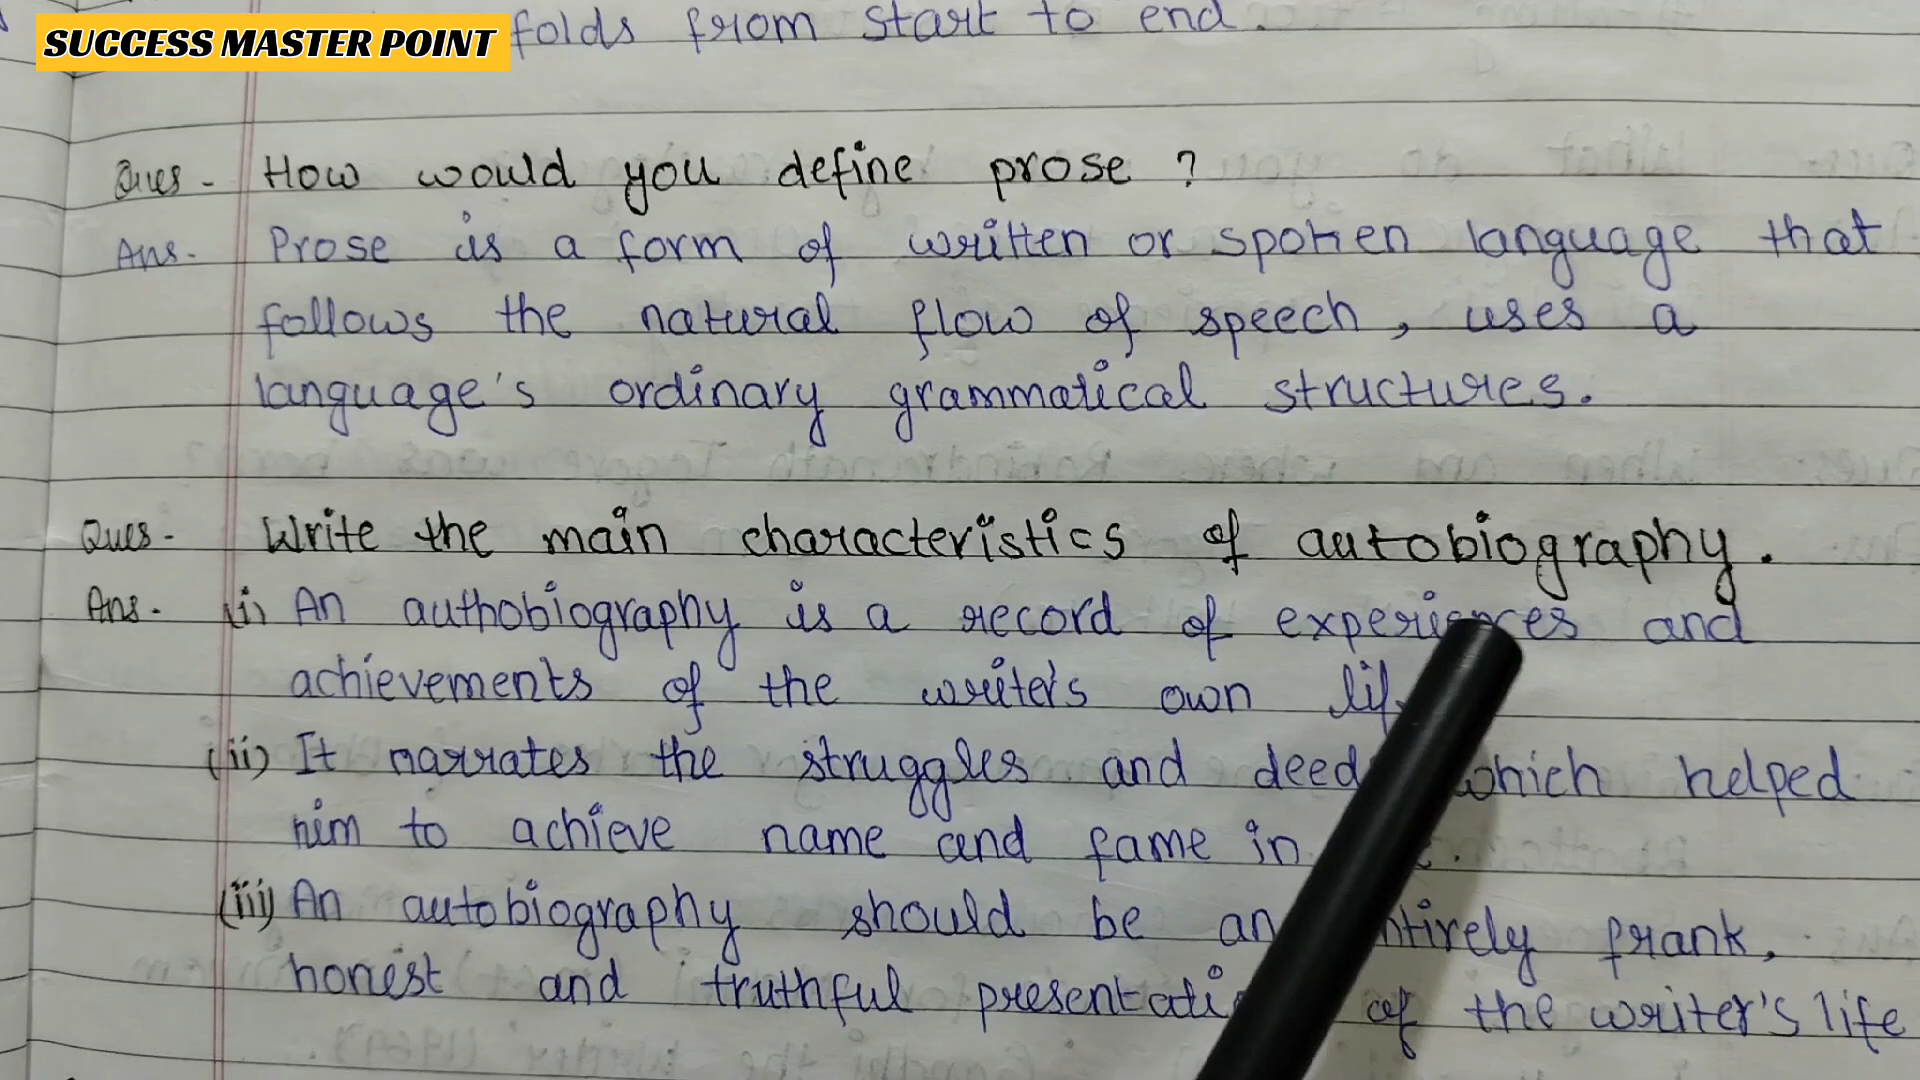 SUCCESS MASTER POINT
folds from start to end.
Ques - How would you define prose ?
Ans. Prose is a form of written or spoken language that
follows the natural flow of speech, uses a
language's ordinary grammatical structures.
Ques - Write the main characteristics of autobiography.
Ans. (i) An authobiography is a record of experiences and
achievements of the writer's own
(ii) It narrates the struggles and which helped
him to achieve name and fame in
(iii) An autobiography should be an frank,
honest and truthful of the writer's life